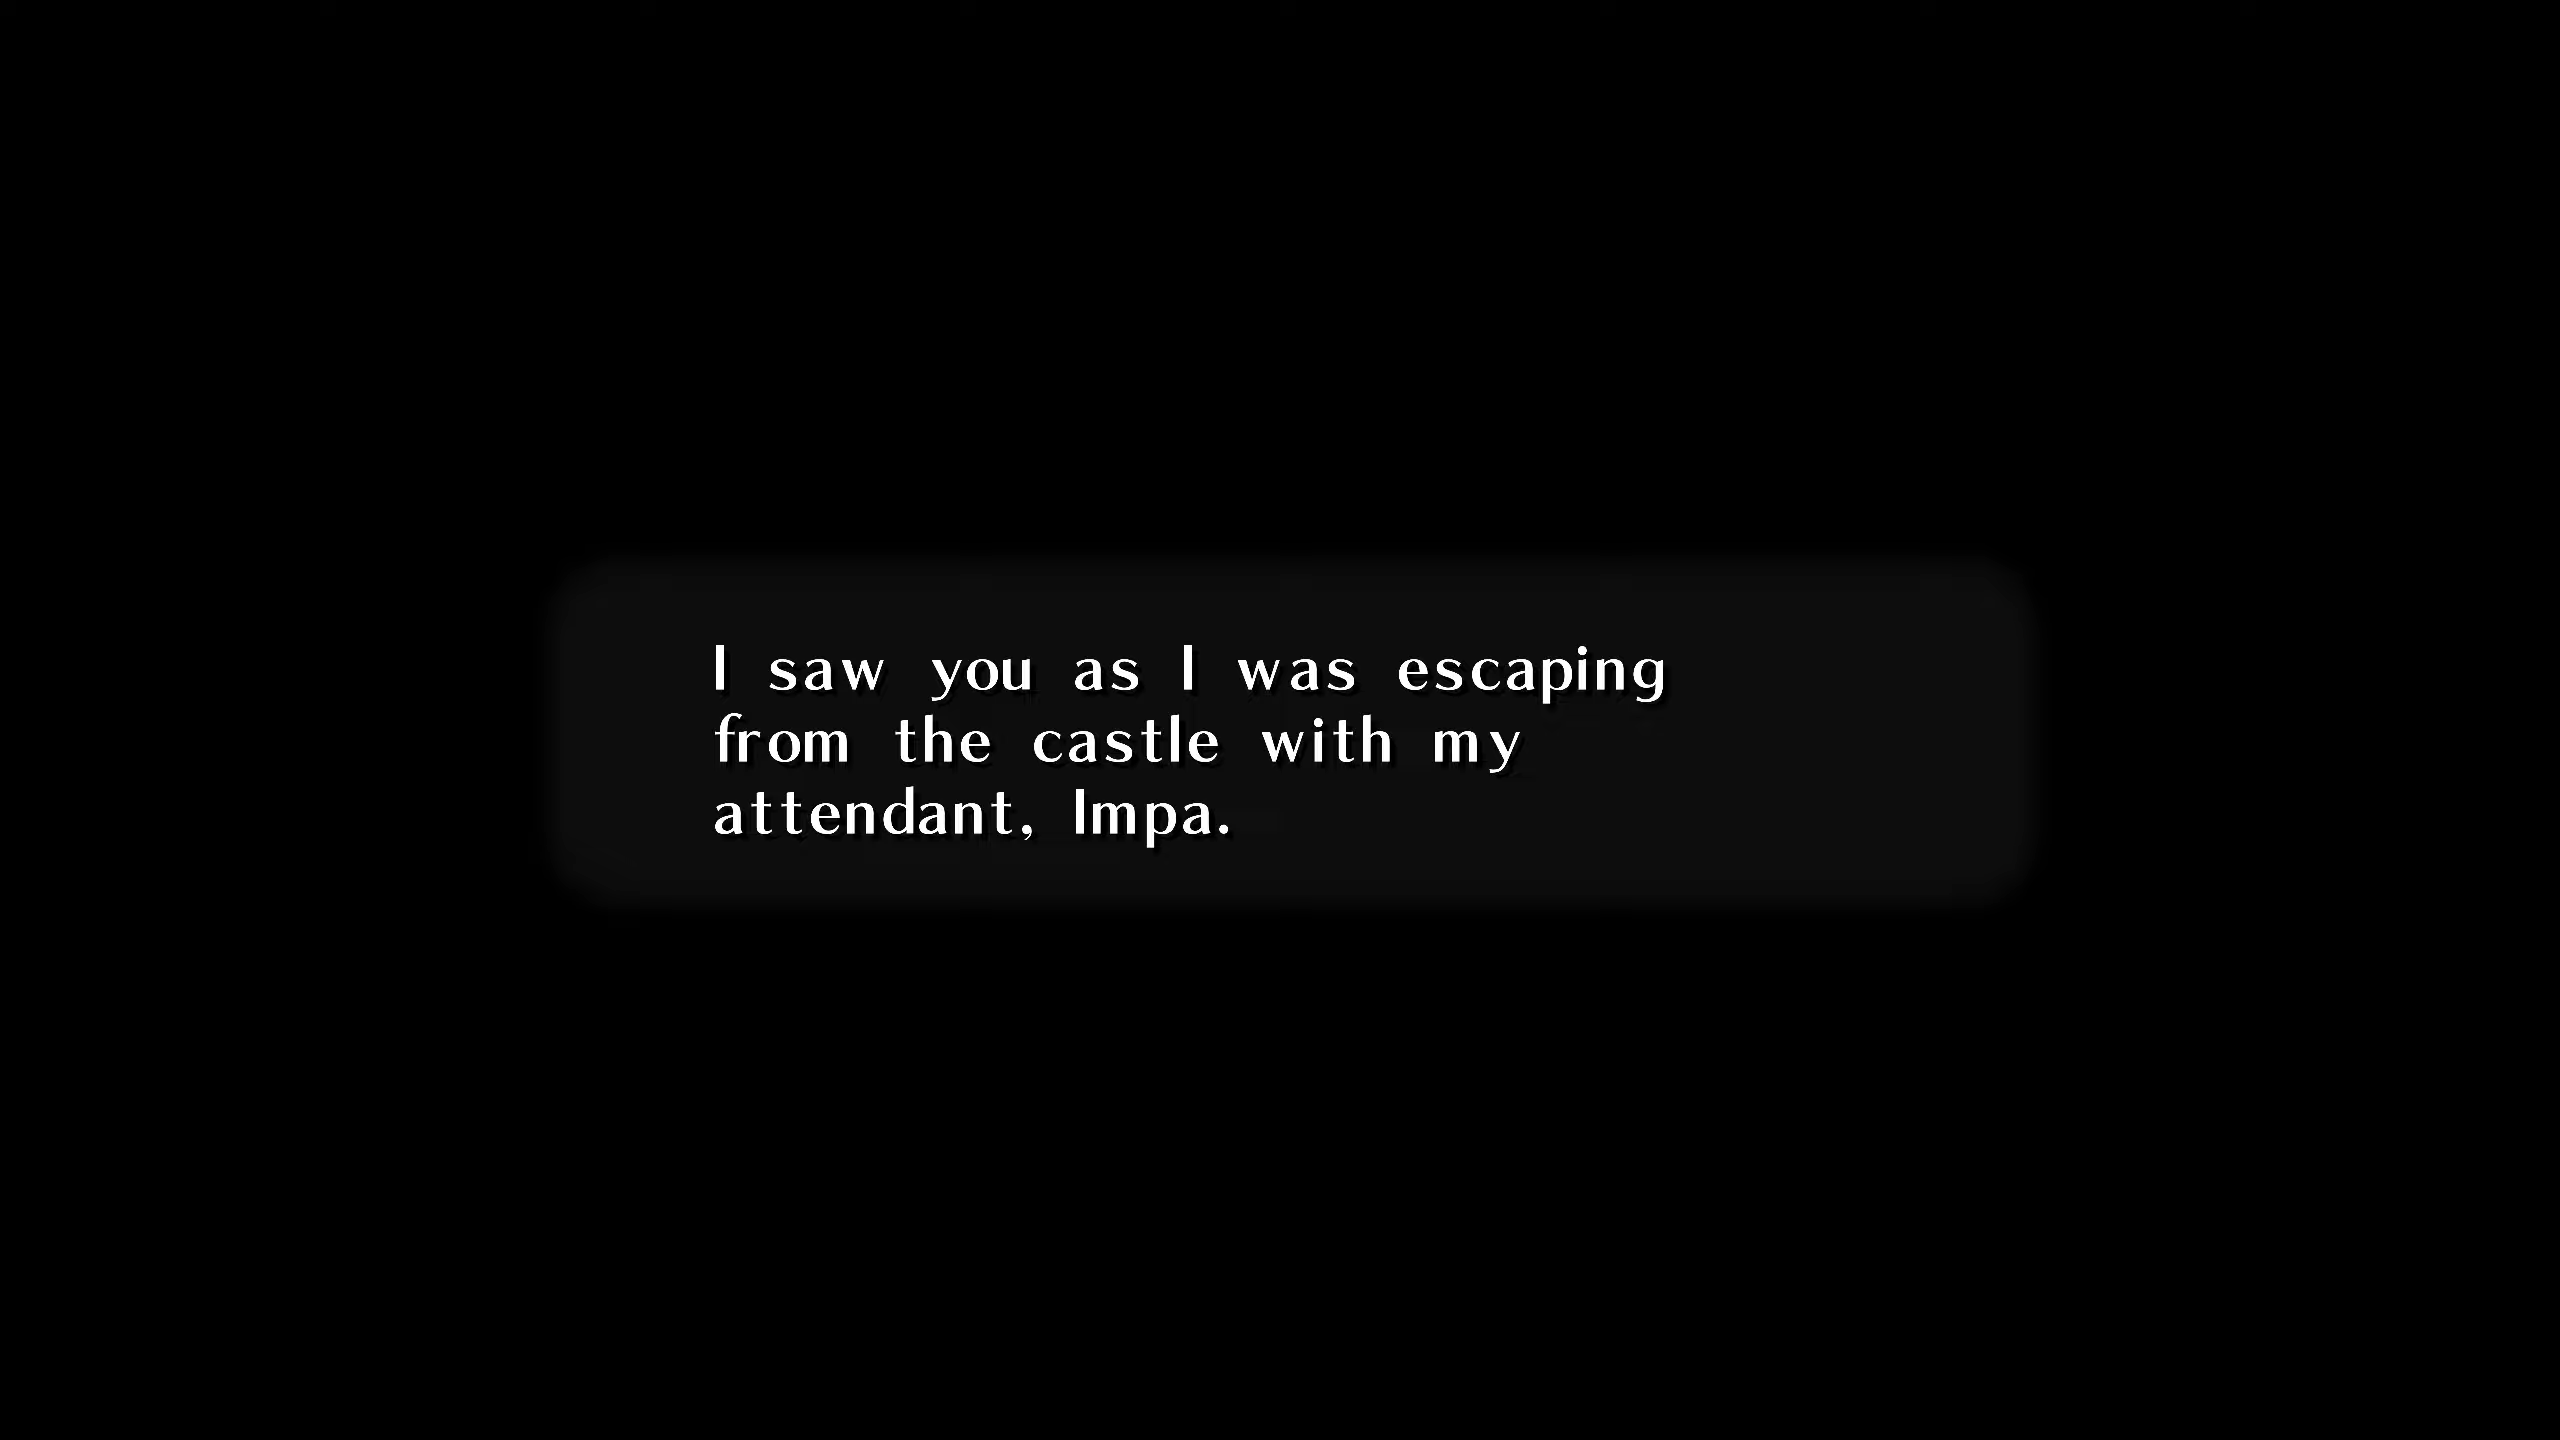 I saw you as I was escaping
from the castle with my
attendant, Impa.